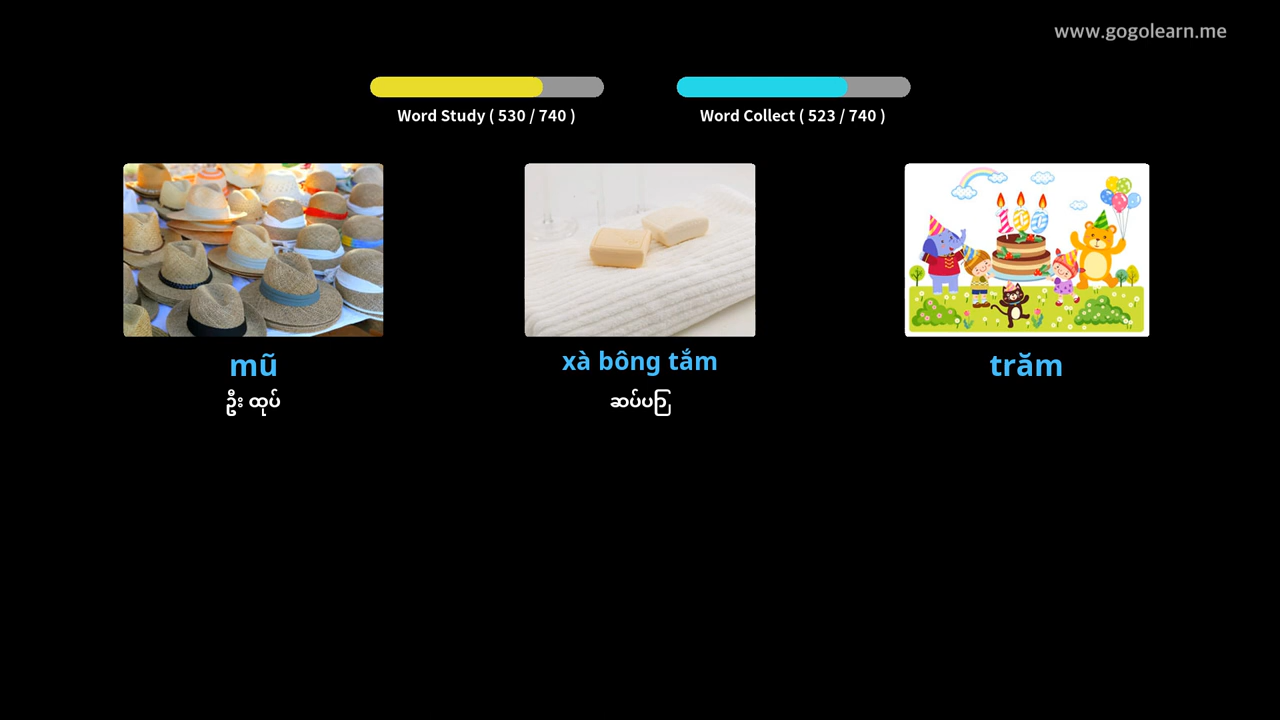 www.gogolearn.me
Word Study ( 530 / 740 )
Word Collect ( 523 / 740 )
100
mũ
xà bông tắm
trăm
ဦး ထုပ်
ဆပ်ပြာ